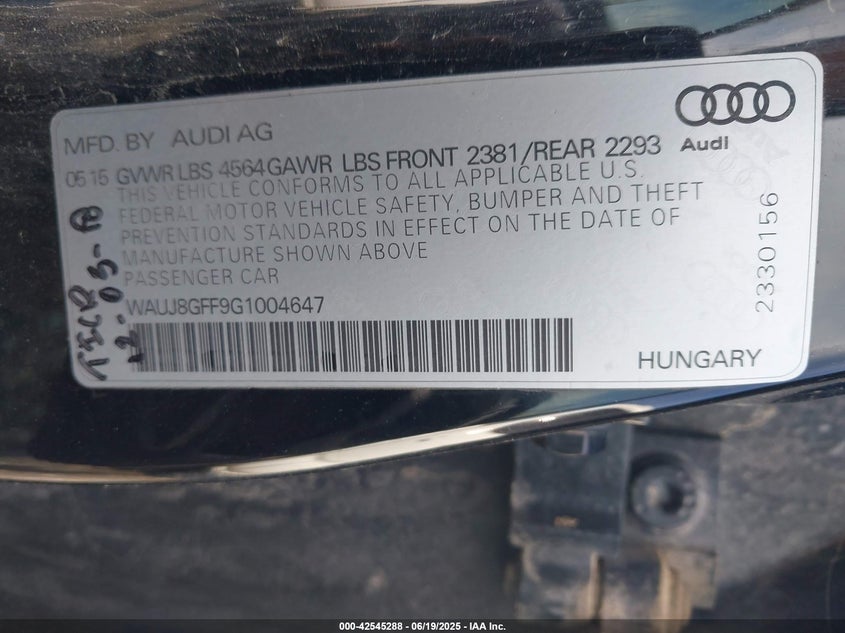 MFD. BY AUDI AG
Audi
05 15 GVWR LBS 4564 GAWR LBS FRONT 2381/REAR 2293
THIS VEHICLE CONFORMS TO ALL APPLICABLE U.S.
FEDERAL MOTOR VEHICLE SAFETY, BUMPER AND THEFT
PREVENTION STANDARDS IN EFFECT ON THE DATE OF
MANUFACTURE SHOWN ABOVE
PASSENGER CAR
WAUJ8GFF9G1004647
HUNGARY
2330156
000-42545288 - 06/19/2025 - IAA Inc.